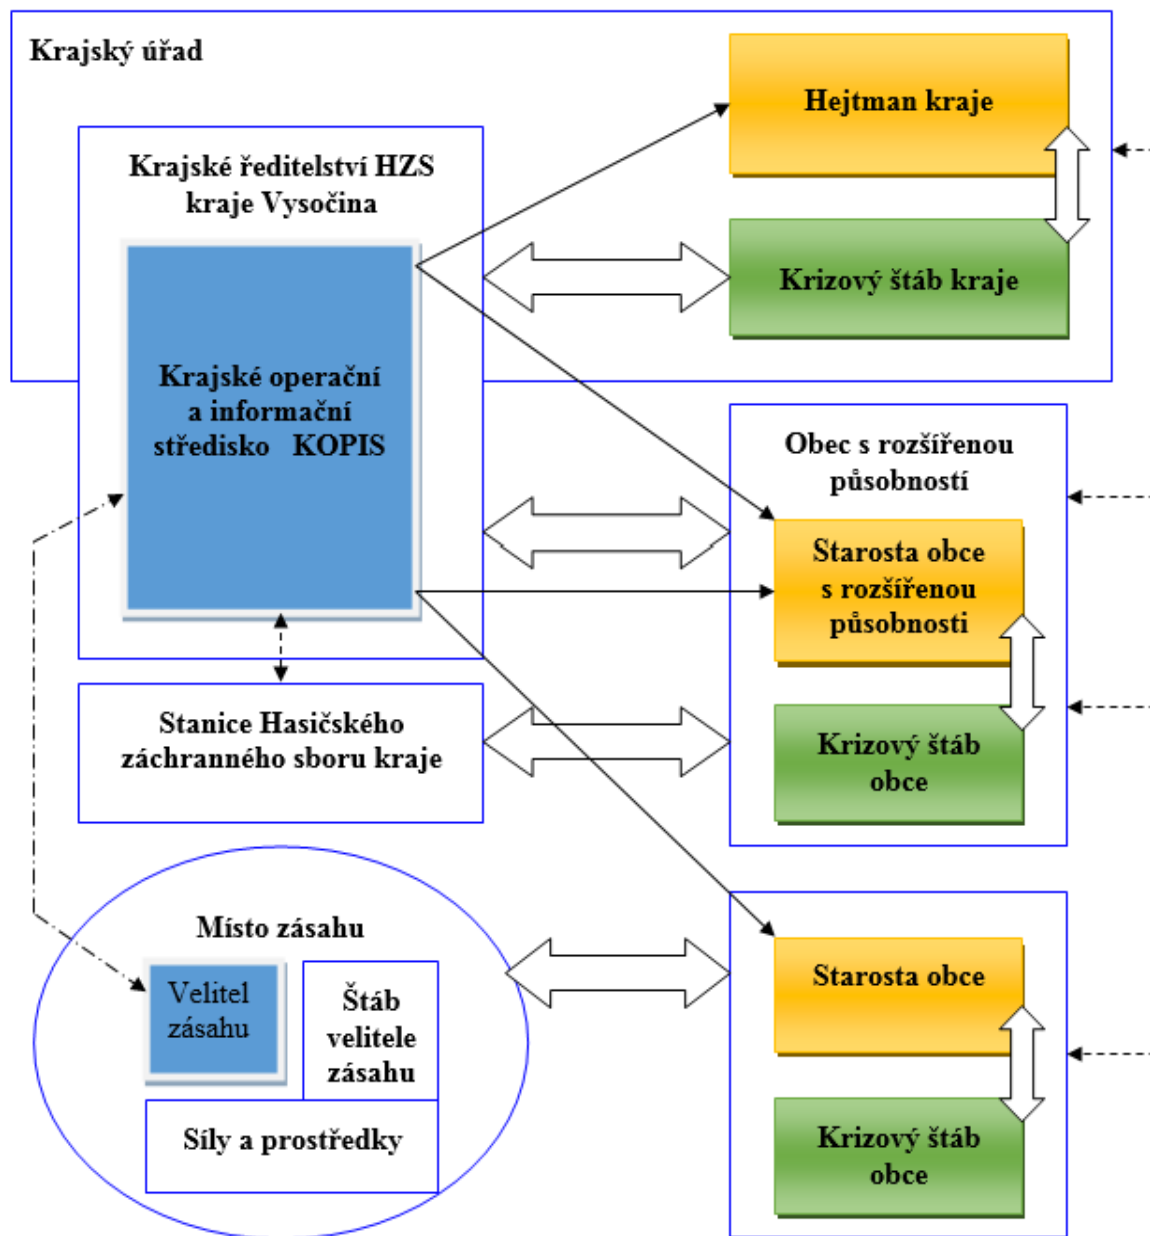 Krajský úřad
Hejtman kraje
Krajské ředitelství HZS
kraje Vysočina
Krizový štáb kraje
Krajské operační
a informační
středisko KOPIS
Obec s rozšířenou
působností
Starosta obce
s rozšířenou
působnosti
Stanice Hasičského
záchranného sboru kraje
Krizový štáb
obce
Místo zásahu
Velitel
zásahu
Štáb
velitele
zásahu
Síly a prostředky
Starosta obce
Krizový štáb
obce